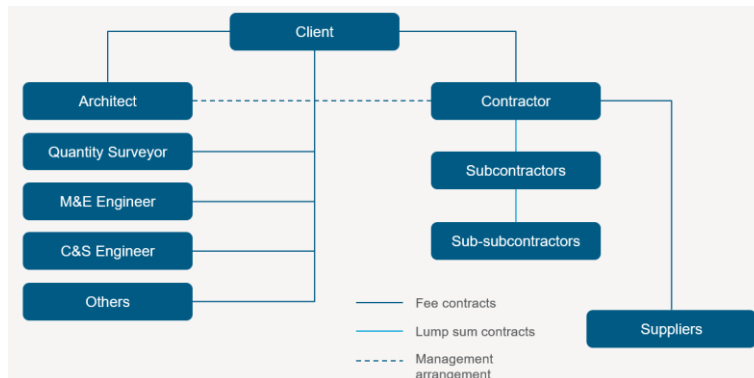 Client
Architect
Contractor
Quantity Surveyor
Subcontractors
M&E Engineer
Sub-subcontractors
C&S Engineer
Others
Fee contracts
Lump sum contracts
Management
arrangement
Suppliers